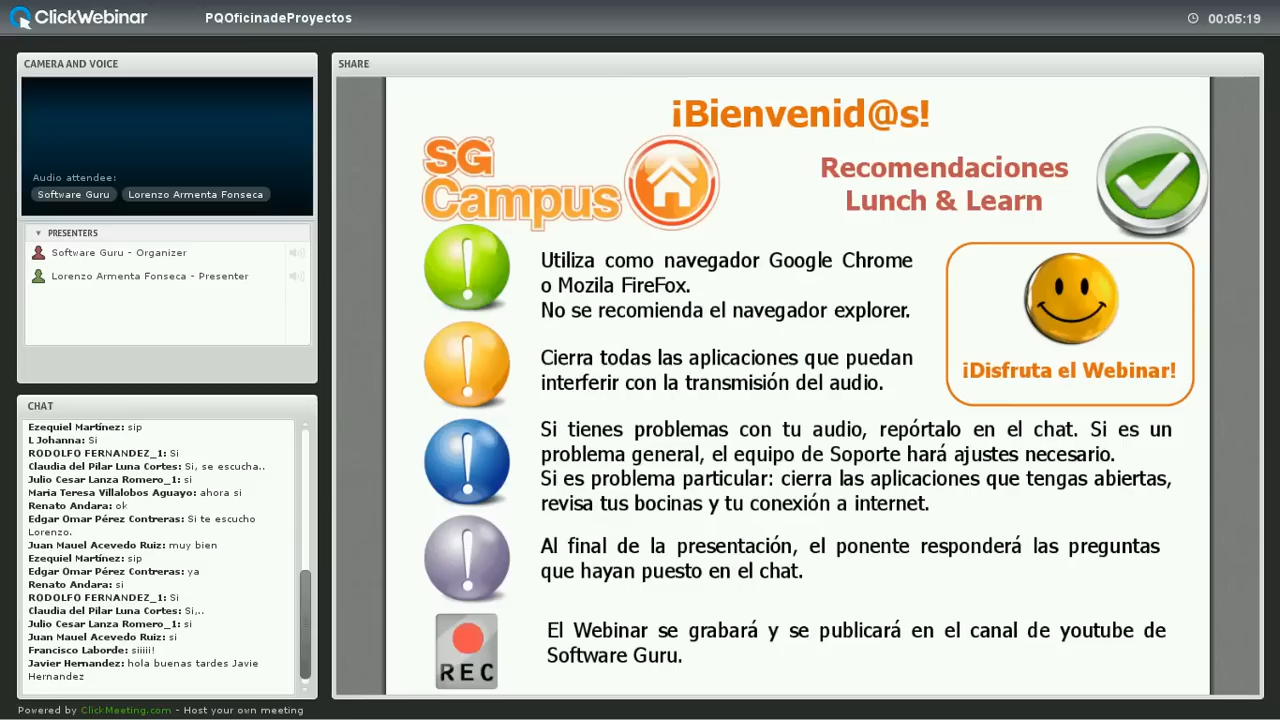 ClickWebinar
PQOficinadeProyectos
00:05:19
CAMERA AND VOICE
Audio attendee:
Software Guru
Lorenzo Armenta Fonseca
PRESENTERS
Software Guru - Organizer
Lorenzo Armenta Fonseca - Presenter
CHAT
Ezequiel Martínez: sip
L Johanna: Si
RODOLFO FERNANDEZ_1: Si
Claudia del Pilar Luna Cortes: Si, se escucha..
Julio Cesar Lanza Romero_1: si
Maria Teresa Villalobos Aguayo: ahora si
Renato Andara: ok
Edgar Omar Pérez Contreras: Si te escucho
Lorenzo.
Juan Mauel Acevedo Ruiz: muy bien
Ezequiel Martínez: sip
Edgar Omar Pérez Contreras: ya
Renato Andara: si
RODOLFO FERNANDEZ_1: Si
Claudia del Pilar Luna Cortes: Si,..
Julio Cesar Lanza Romero_1: si
Juan Mauel Acevedo Ruiz: si
Francisco Laborde: siiiii!
Javier Hernandez: hola buenas tardes Javie
Hernandez
SHARE
¡Bienvenid@s!
SG
Campus
Recomendaciones
Lunch & Learn
Utiliza como navegador Google Chrome
o Mozila FireFox.
No se recomienda el navegador explorer.
¡Disfruta el Webinar!
Cierra todas las aplicaciones que puedan
interferir con la transmisión del audio.
Si tienes problemas con tu audio, repórtalo en el chat. Si es un
problema general, el equipo de Soporte hará ajustes necesario.
Si es problema particular: cierra las aplicaciones que tengas abiertas,
revisa tus bocinas y tu conexión a internet.
Al final de la presentación, el ponente responderá las preguntas
que hayan puesto en el chat.
REC
El Webinar se grabará y se publicará en el canal de youtube de
Software Guru.
Powered by ClickMeeting.com - Host your own meeting